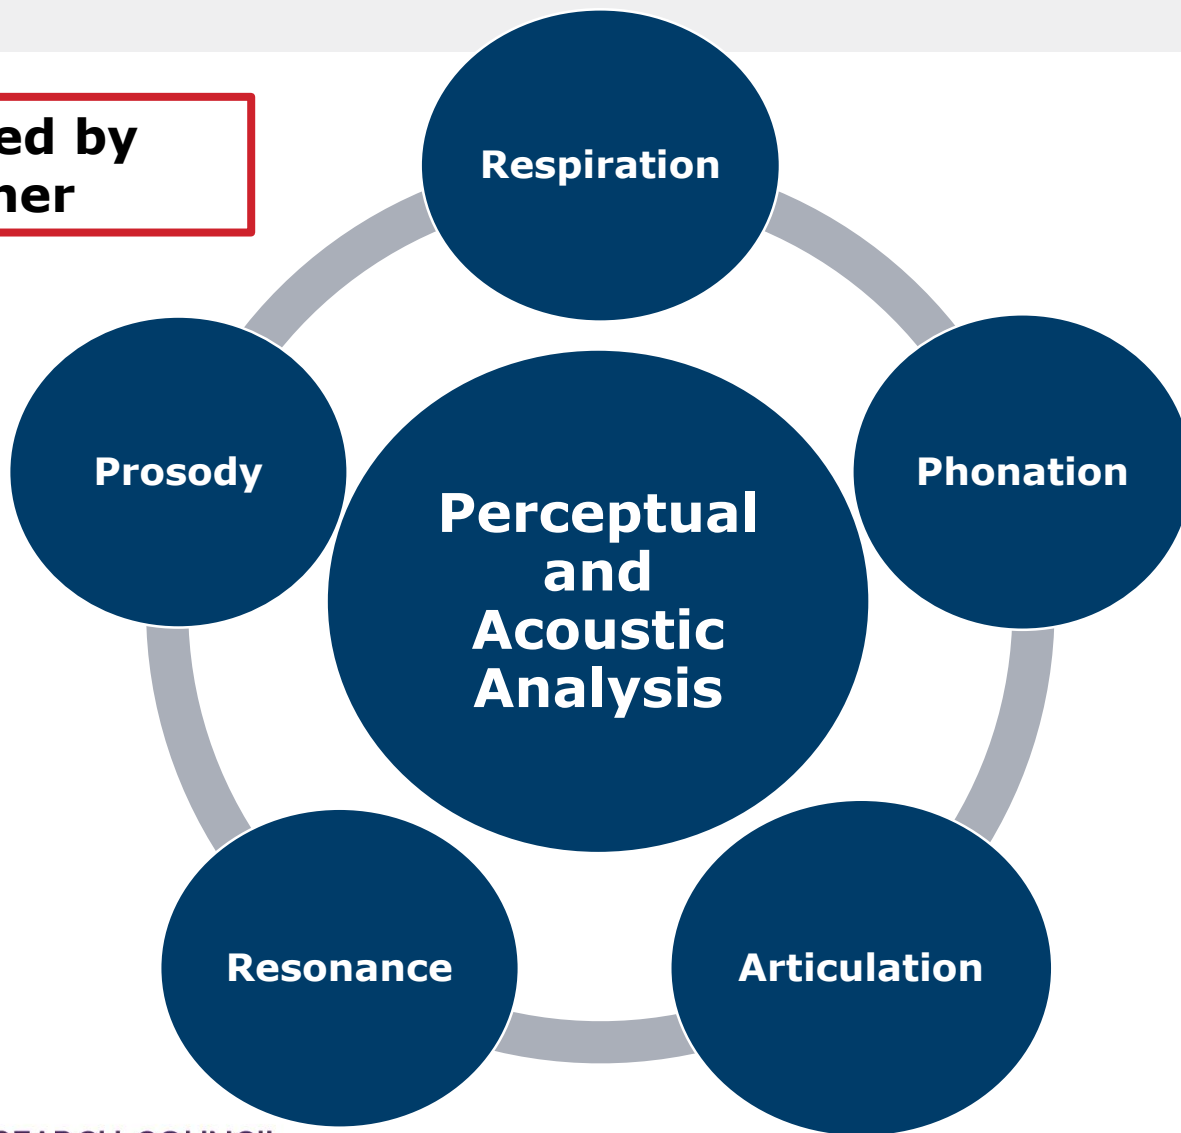 ed by
ner
Respiration
Prosody
Phonation
Perceptual
and
Acoustic
Analysis
Resonance
Articulation